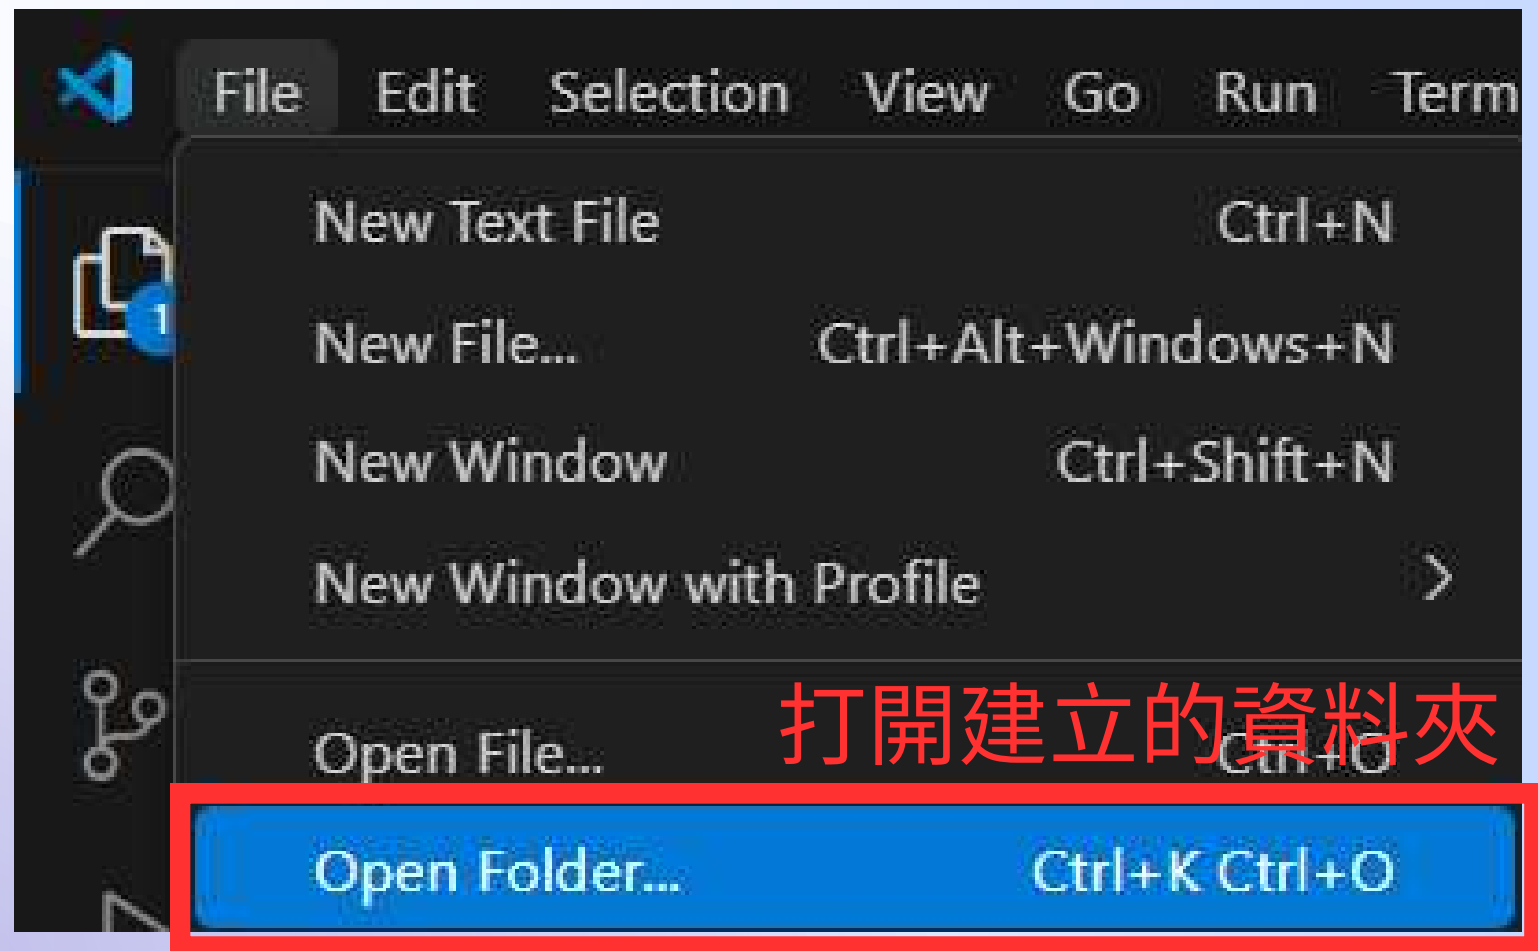 File Edit Selection View Go Run Term
New Text File Ctrl+N
New File... Ctrl+Alt+Windows+N
1
New Window Ctrl+Shift+N
New Window with Profile
打開建立的資料夾
Open File... Ctrl+O
Open Folder... Ctrl+K Ctrl+O